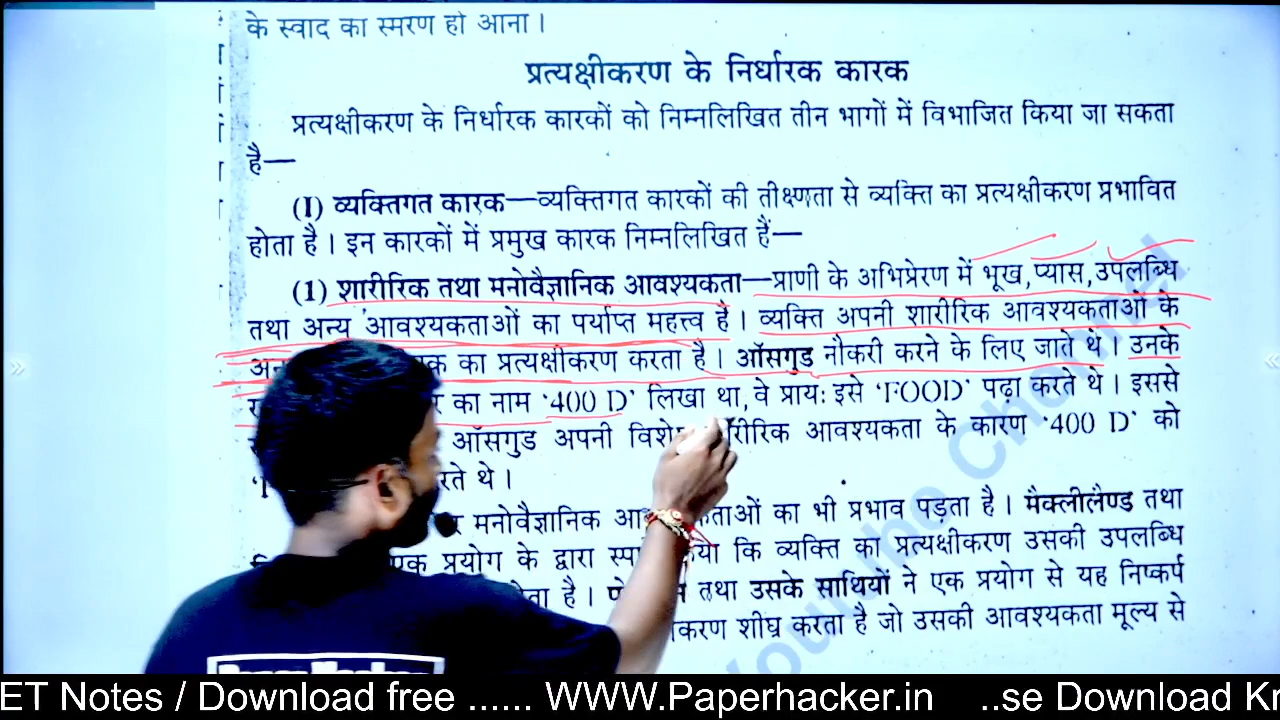 के स्वाद का स्मरण हो आना ।
प्रत्यक्षीकरण के निर्धारक कारक
प्रत्यक्षीकरण के निर्धारक कारकों को निम्नलिखित तीन भागों में विभाजित किया जा सकता
है—
(I) व्यक्तिगत कारक—व्यक्तिगत कारकों की तीक्ष्णता से व्यक्ति का प्रत्यक्षीकरण प्रभावित
होता है । इन कारकों में प्रमुख कारक निम्नलिखित हैं—
(1) शारीरिक तथा मनोवैज्ञानिक आवश्यकता—प्राणी के अभिप्रेरण में भूख, प्यास, उपलब्धि
तथा अन्य आवश्यकताओं का पर्याप्त महत्त्व है । व्यक्ति अपनी शारीरिक आवश्यकताओं के
का प्रत्यक्षीकरण करता है । ऑसगुड नौकरी करने के लिए जाते थे । उनके
का नाम '400 D' लिखा था, वे प्रायः इसे 'FOOD' पढ़ा करते थे । इससे
ऑसगुड अपनी आवश्यकता के कारण '400 D' को
थे ।
मनोवैज्ञानिक का भी प्रभाव पड़ता है । मैक्लीलैण्ड तथा
प्रयोग के द्वारा कि व्यक्ति का प्रत्यक्षीकरण उसकी उपलब्धि
है । तथा उसके साथियों ने एक प्रयोग से यह निष्कर्ष
शीघ्र करता है जो उसकी आवश्यकता मूल्य से
ET Notes / Download free ...... WWW.Paperhacker.in ..se Download Kr